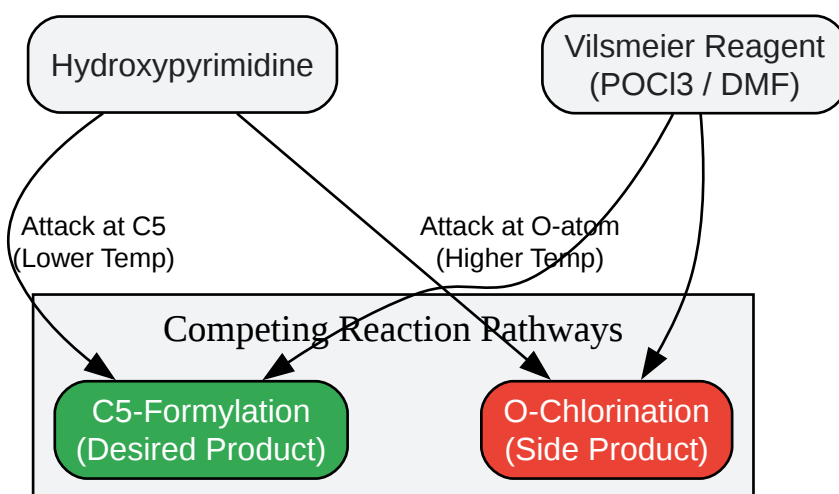 Hydroxypyrimidine
Vilsmeier Reagent
(POCl3 / DMF)
Attack at C5
(Lower Temp)
Attack at O-atom
(Higher Temp)
Competing Reaction Pathways
C5-Formylation
(Desired Product)
O-Chlorination
(Side Product)